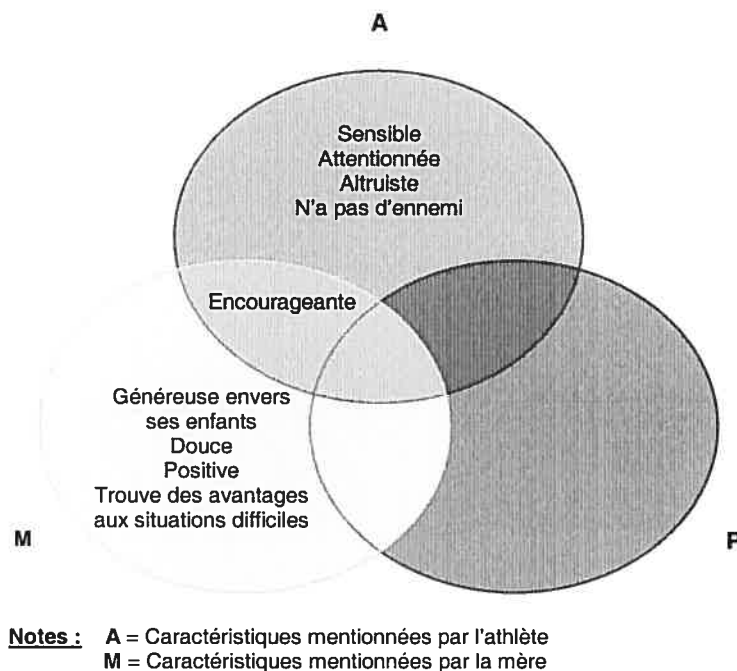 A
Sensible
Attentionnée
Altruiste
N'a pas d'ennemi
Encourageante
Généreuse envers
ses enfants
Douce
Positive
Trouve des avantages
aux situations difficiles
M
P
Notes : A = Caractéristiques mentionnées par l'athlète
M = Caractéristiques mentionnées par la mère